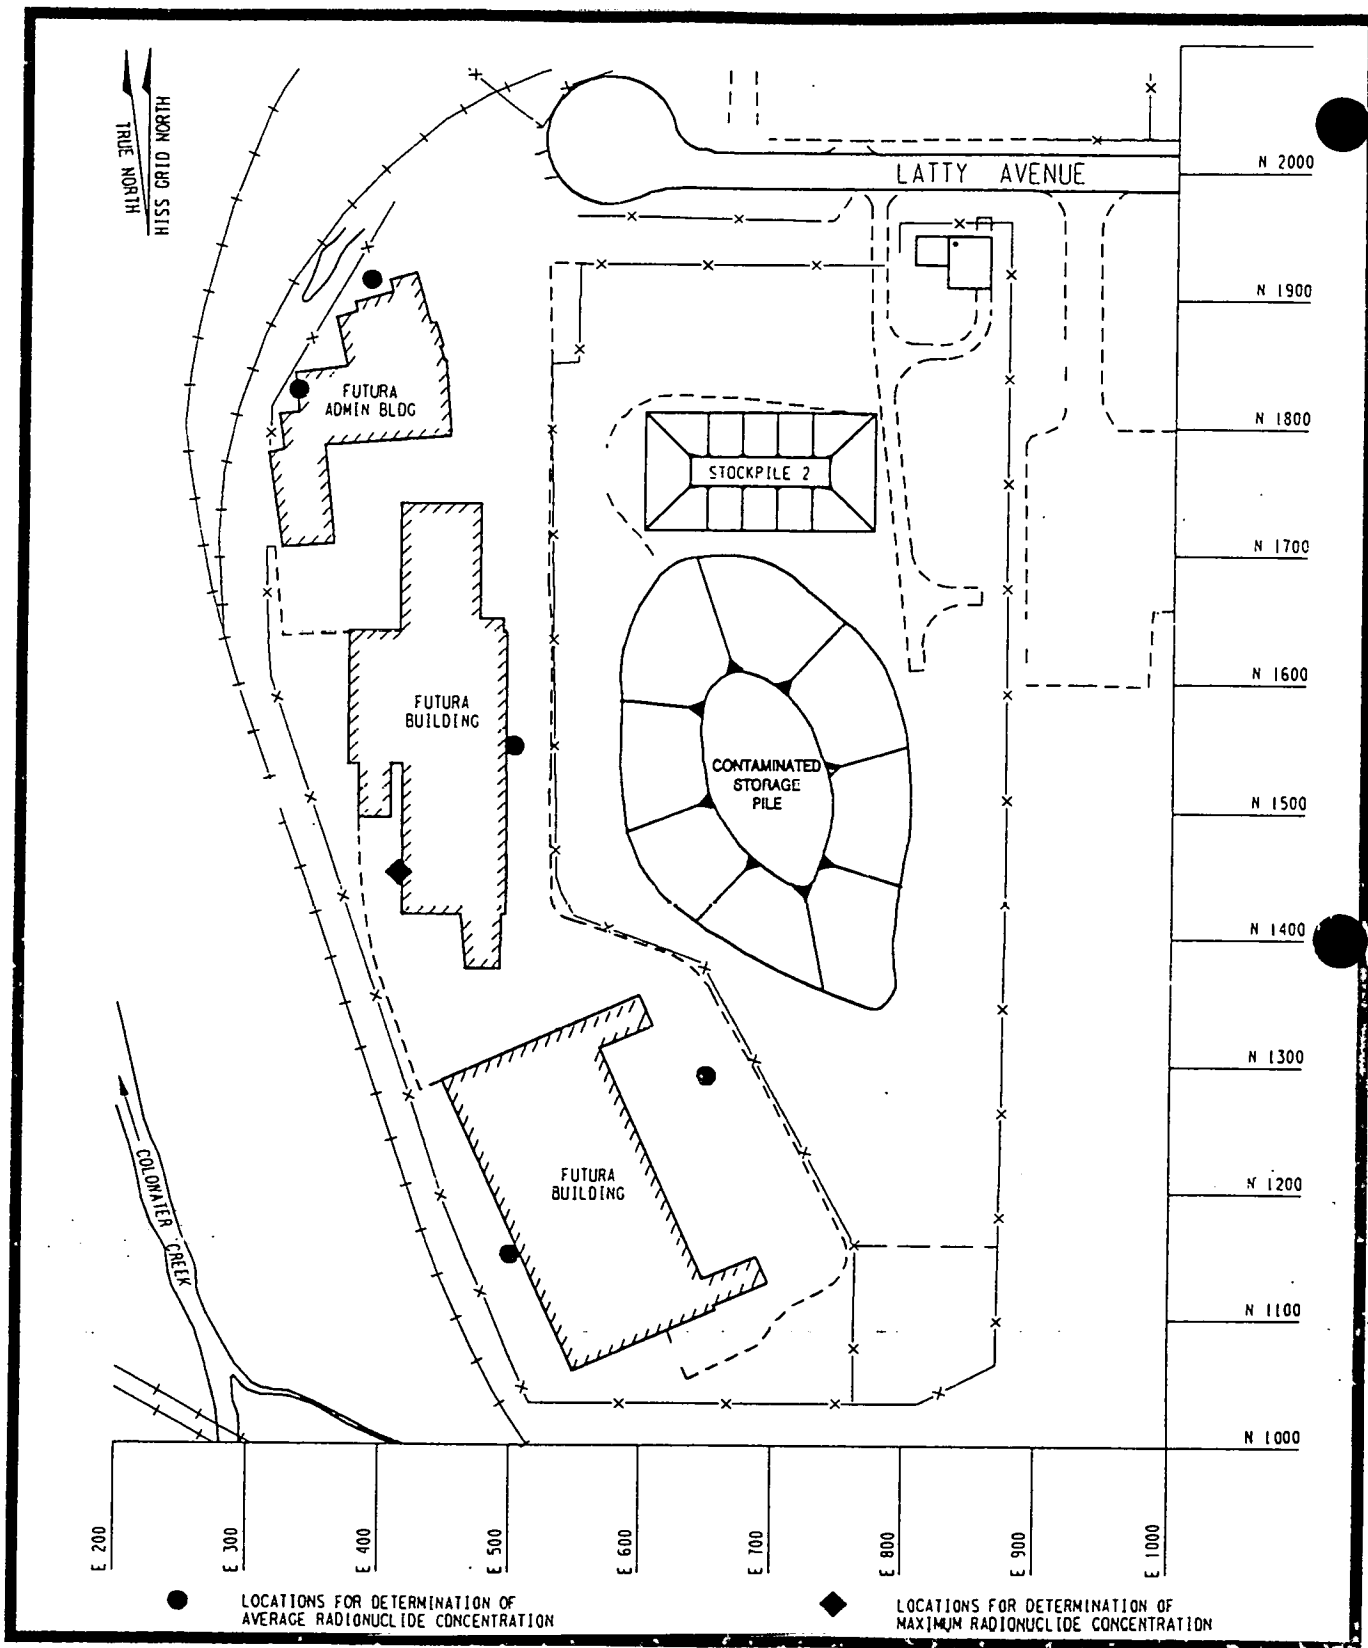 TRUE NORTH
HISS GRID NORTH
LATTY AVENUE
N 2000
N 1900
FUTURA
ADMIN BLDG
N 1800
STOCKPILE 2
N 1700
N 1600
FUTURA
BUILDING
CONTAMINATED
STORAGE
PILE
N 1500
N 1400
N 1300
FUTURA
BUILDING
N 1200
COLDWATER CREEK
N 1100
N 1000
E 200
E 300
E 400
E 500
E 600
E 700
E 800
E 900
E 1000
LOCATIONS FOR DETERMINATION OF
AVERAGE RADIONUCLIDE CONCENTRATION
LOCATIONS FOR DETERMINATION OF
MAXIMUM RADIONUCLIDE CONCENTRATION